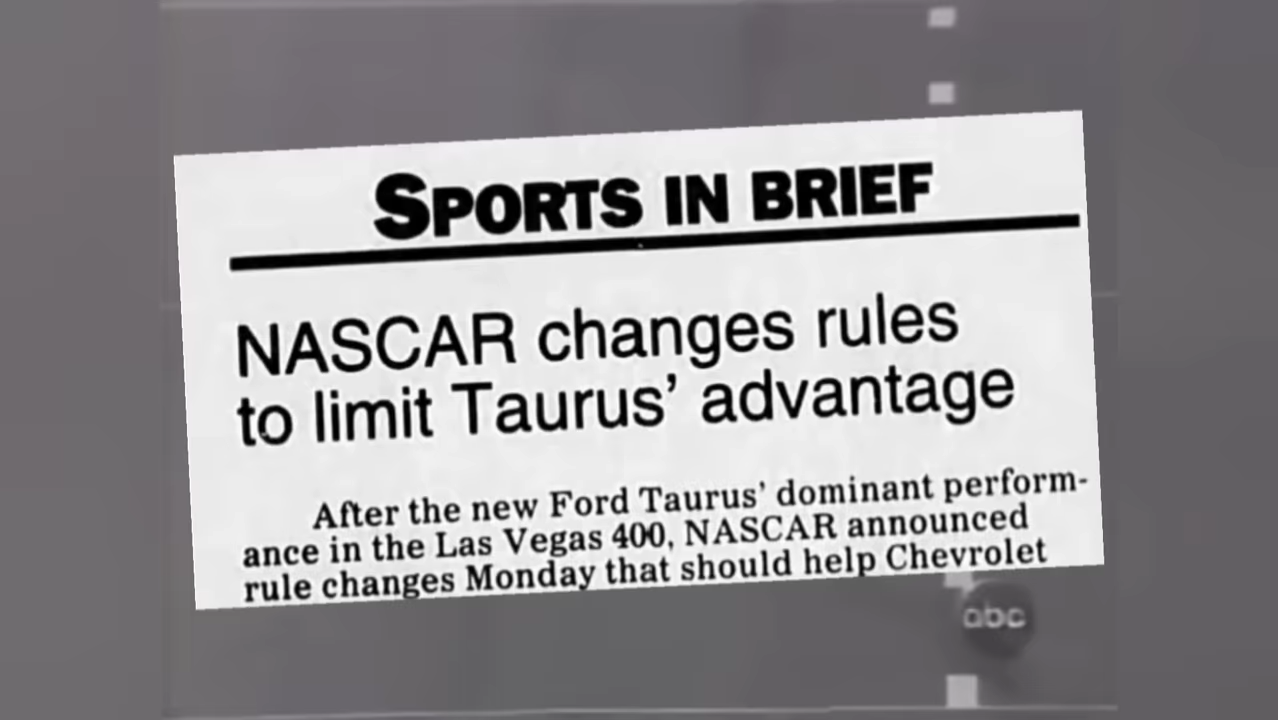 SPORTS IN BRIEF
NASCAR changes rules
to limit Taurus' advantage
After the new Ford Taurus' dominant perform-
ance in the Las Vegas 400, NASCAR announced
rule changes Monday that should help Chevrolet
abc